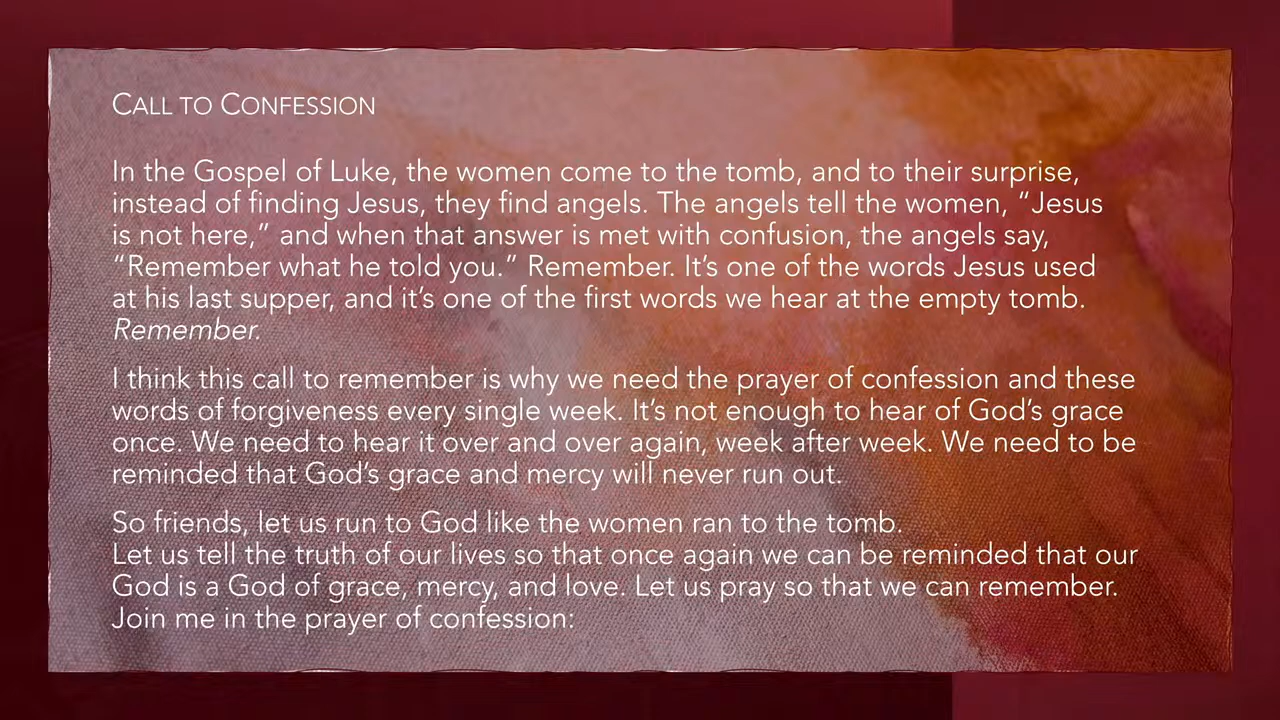 CALL TO CONFESSION
In the Gospel of Luke, the women come to the tomb, and to their surprise,
instead of finding Jesus, they find angels. The angels tell the women, “Jesus
is not here,” and when that answer is met with confusion, the angels say,
“Remember what he told you.” Remember. It’s one of the words Jesus used
at his last supper, and it’s one of the first words we hear at the empty tomb.
Remember.
I think this call to remember is why we need the prayer of confession and these
words of forgiveness every single week. It’s not enough to hear of God’s grace
once. We need to hear it over and over again, week after week. We need to be
reminded that God’s grace and mercy will never run out.
So friends, let us run to God like the women ran to the tomb.
Let us tell the truth of our lives so that once again we can be reminded that our
God is a God of grace, mercy, and love. Let us pray so that we can remember.
Join me in the prayer of confession: